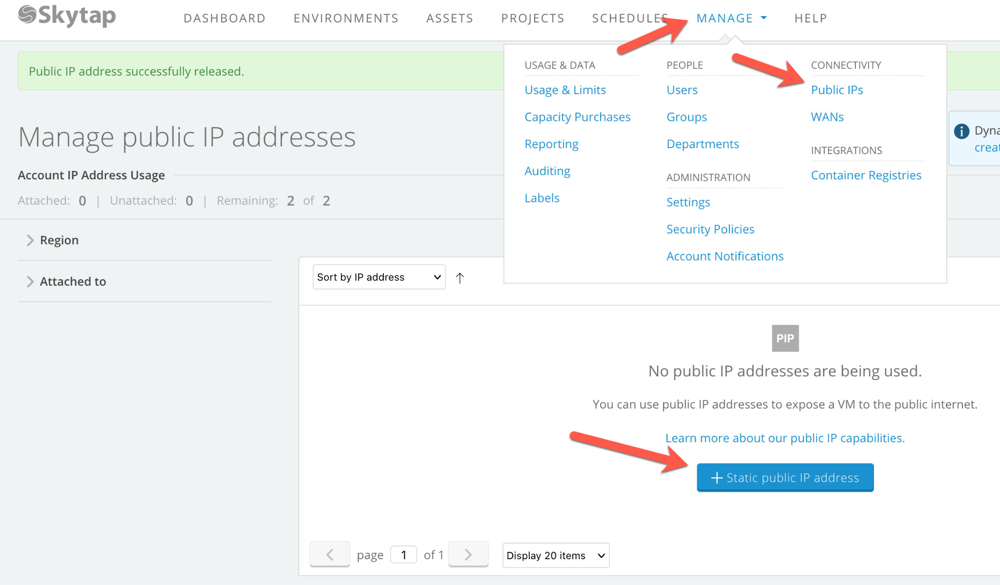 Skytap
DASHBOARD ENVIRONMENTS ASSETS PROJECTS SCHEDULES MANAGE HELP
Public IP address successfully released.
USAGE & DATA
Usage & Limits
Capacity Purchases
Reporting
Auditing
Labels
PEOPLE
Users
Groups
Departments
ADMINISTRATION
Settings
Security Policies
Account Notifications
CONNECTIVITY
Public IPs
WANs
INTEGRATIONS
Container Registries
Dyna
creat
Manage public IP addresses
Account IP Address Usage
Attached: 0 | Unattached: 0 | Remaining: 2 of 2
Region
Attached to
Sort by IP address
PIP
No public IP addresses are being used.
You can use public IP addresses to expose a VM to the public internet.
Learn more about our public IP capabilities.
+ Static public IP address
page 1 of 1 Display 20 items